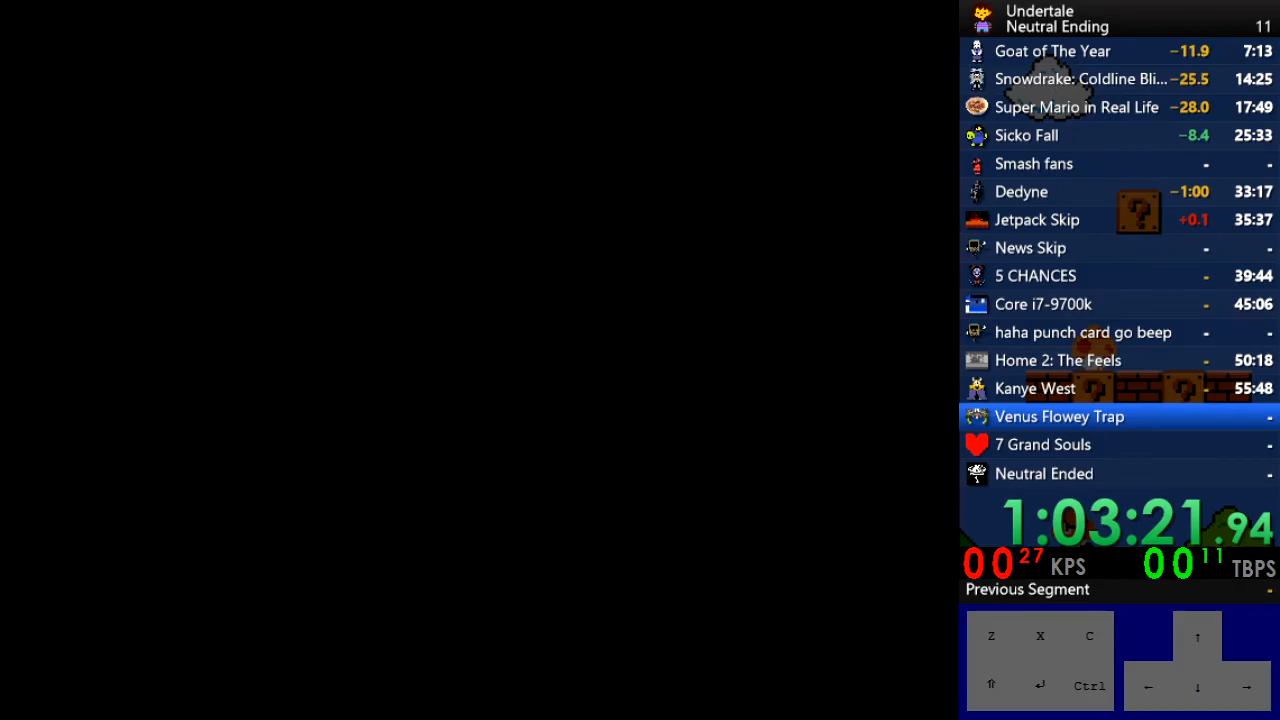 Undertale
Neutral Ending 11
Goat of The Year −11.9 7:13
Snowdrake: Coldline Bli... −25.5 14:25
Super Mario in Real Life −28.0 17:49
Sicko Fall −8.4 25:33
Smash fans - -
Dedyne −1:00 33:17
Jetpack Skip +0.1 35:37
News Skip - -
5 CHANCES - 39:44
Core i7-9700k - 45:06
haha punch card go beep - -
Home 2: The Feels - 50:18
Kanye West - 55:48
Venus Flowey Trap -
7 Grand Souls -
Neutral Ended -
1:03:21.94
00 27 KPS 00 11 TBPS
Previous Segment -
Z X C ↑
⇧ ↵ Ctrl ← ↓ →